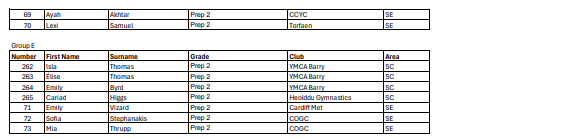 69 Ayah Akhtar Prep 2 CCYC SE
70 Lexi Samuel Prep 2 Torfaen SE
Group E
Number First Name Surname Grade Club Area
262 Isla Thomas Prep 2 YMCA Barry SC
263 Elise Thomas Prep 2 YMCA Barry SC
264 Emily Byrd Prep 2 YMCA Barry SC
265 Cariad Higgs Prep 2 Heolddu Gymnastics SC
71 Emily Vizard Prep 2 Cardiff Met SE
72 Sofia Stephanakis Prep 2 COGC SE
73 Mia Thrupp Prep 2 COGC SE